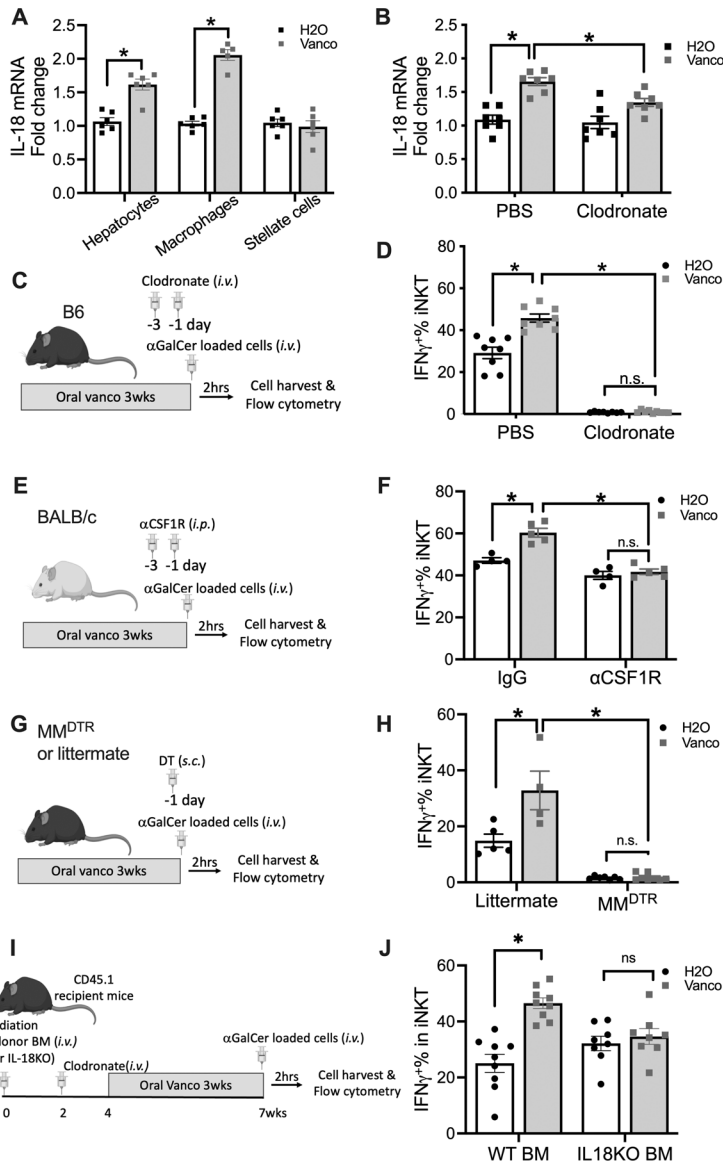 A
IL-18 mRNA
Fold change
2.5
2.0
1.5
1.0
0.5
0.0
*
*
H2O
Vanco
Hepatocytes
Macrophages
Stellate cells
B
IL-18 mRNA
Fold change
2.5
2.0
1.5
1.0
0.5
0.0
*
*
H2O
Vanco
PBS
Clodronate
C
B6
Clodronate (i.v.)
-3 -1 day
αGalCer loaded cells (i.v.)
Oral vanco 3wks
2hrs
Cell harvest &
Flow cytometry
D
IFNγ+% iNKT
80
60
40
20
0
*
*
n.s.
H2O
Vanco
PBS
Clodronate
E
BALB/c
αCSF1R (i.p.)
-3 -1 day
αGalCer loaded cells (i.v.)
Oral vanco 3wks
2hrs
Cell harvest &
Flow cytometry
F
IFNγ+% iNKT
80
60
40
20
0
*
*
n.s.
H2O
Vanco
IgG
αCSF1R
G
MMDTR
or littermate
DT (s.c.)
-1 day
αGalCer loaded cells (i.v.)
Oral vanco 3wks
2hrs
Cell harvest &
Flow cytometry
H
IFNγ+% iNKT
60
40
20
0
*
*
n.s.
H2O
Vanco
Littermate
MMDTR
I
CD45.1
recipient mice
diation
donor BM (i.v.)
r IL-18KO)
Clodronate(i.v.)
αGalCer loaded cells (i.v.)
Oral Vanco 3wks
2hrs
Cell harvest &
Flow cytometry
0 2 4 7wks
J
IFNγ+% in iNKT
60
40
20
0
*
ns
H2O
Vanco
WT BM
IL18KO BM